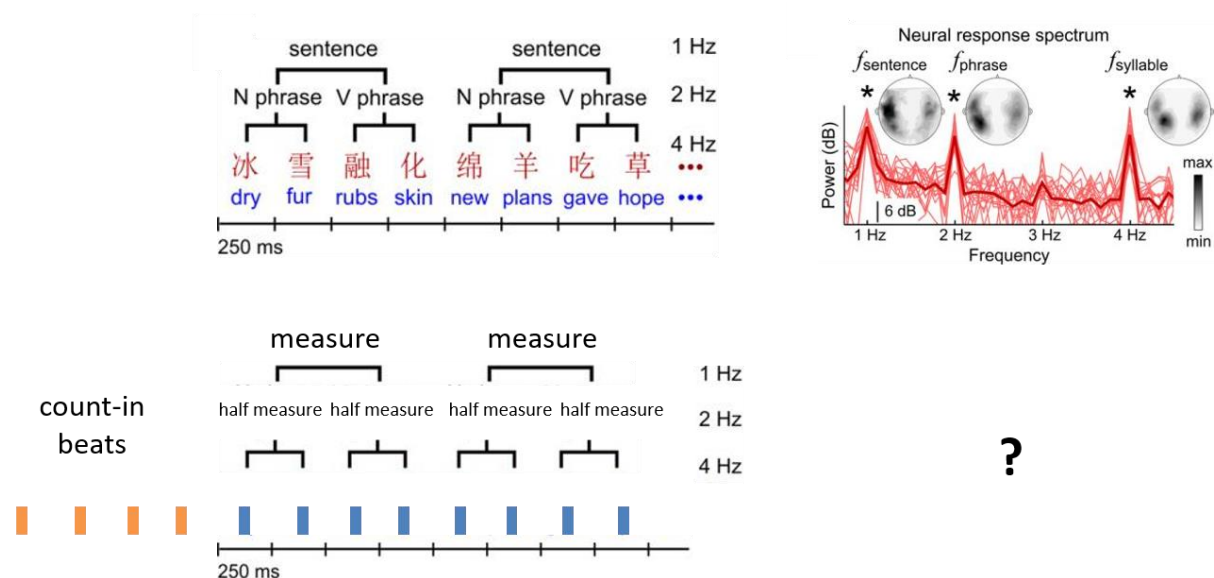 sentence sentence 1 Hz
N phrase V phrase N phrase V phrase 2 Hz
4 Hz
冰 雪 融 化 绵 羊 吃 草 •••
dry fur rubs skin new plans gave hope •••
250 ms
Neural response spectrum
fsentence fphrase fsyllable
* * *
Power (dB)
6 dB
max
min
1 Hz 2 Hz 3 Hz 4 Hz
Frequency
measure measure
1 Hz
count-in
beats
half measure half measure half measure half measure
2 Hz
4 Hz
?
250 ms